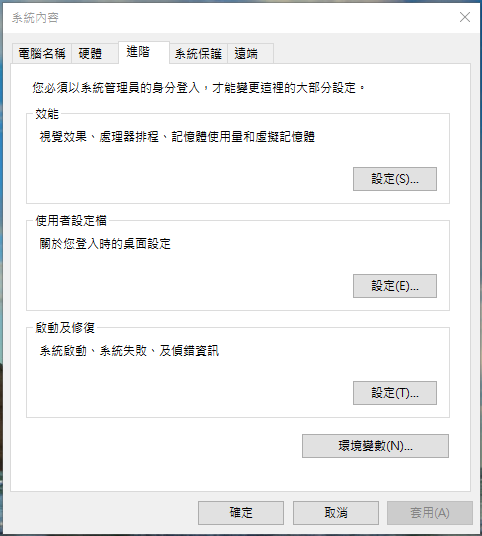 系統內容
電腦名稱 硬體 進階 系統保護 遠端
您必須以系統管理員的身分登入，才能變更這裡的大部分設定。
效能
視覺效果、處理器排程、記憶體使用量和虛擬記憶體
設定(S)...
使用者設定檔
關於您登入時的桌面設定
設定(E)...
啟動及修復
系統啟動、系統失敗、及偵錯資訊
設定(T)...
環境變數(N)...
確定 取消 套用(A)